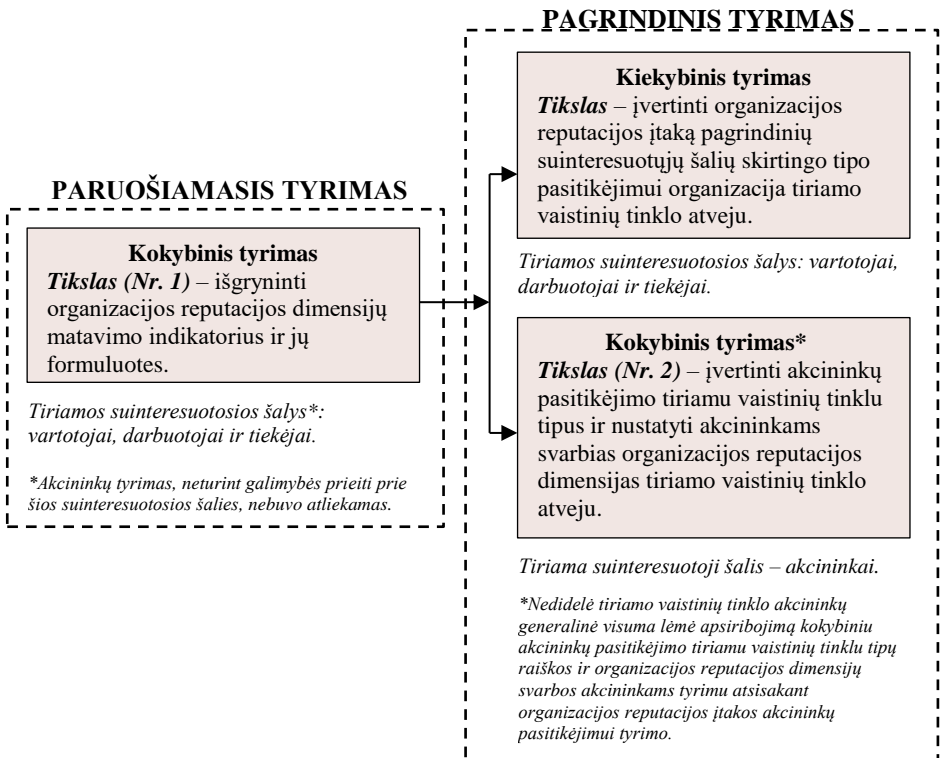 PARUOŠIAMASIS TYRIMAS
Kokybinis tyrimas
Tikslas (Nr. 1) – išgryninti
organizacijos reputacijos dimensijų
matavimo indikatorius ir jų
formuluotes.
Tiriamos suinteresuotosios šalys*:
vartotojai, darbuotojai ir tiekėjai.
*Akcininkų tyrimas, neturint galimybės prieiti prie
šios suinteresuotosios šalies, nebuvo atliekamas.
PAGRINDINIS TYRIMAS
Kiekybinis tyrimas
Tikslas – įvertinti organizacijos
reputacijos įtaką pagrindinių
suinteresuotųjų šalių skirtingo tipo
pasitikėjimui organizacija tiriamo
vaistinių tinklo atveju.
Tiriamos suinteresuotosios šalys: vartotojai,
darbuotojai ir tiekėjai.
Kokybinis tyrimas*
Tikslas (Nr. 2) – įvertinti akcininkų
pasitikėjimo tiriamu vaistinių tinklu
tipus ir nustatyti akcininkams
svarbias organizacijos reputacijos
dimensijas tiriamo vaistinių tinklo
atveju.
Tiriama suinteresuotoji šalis – akcininkai.
*Nedidelė tiriamo vaistinių tinklo akcininkų
generalinė visuma lėmė apsiribojimą kokybiniu
akcininkų pasitikėjimo tiriamu vaistinių tinklu tipų
raiškos ir organizacijos reputacijos dimensijų
svarbos akcininkams tyrimu atsisakant
organizacijos reputacijos įtakos akcininkų
pasitikėjimui tyrimo.